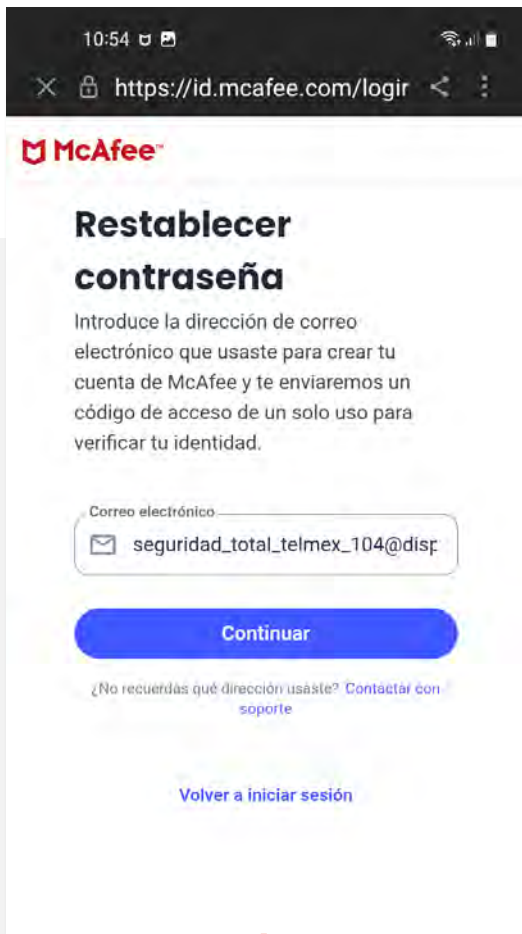 10:54
https://id.mcafee.com/logir
McAfee™
Restablecer
contraseña
Introduce la dirección de correo
electrónico que usaste para crear tu
cuenta de McAfee y te enviaremos un
código de acceso de un solo uso para
verificar tu identidad.
Correo electrónico
seguridad_total_telmex_104@disp
Continuar
¿No recuerdas qué dirección usaste? Contactar con
soporte
Volver a iniciar sesión